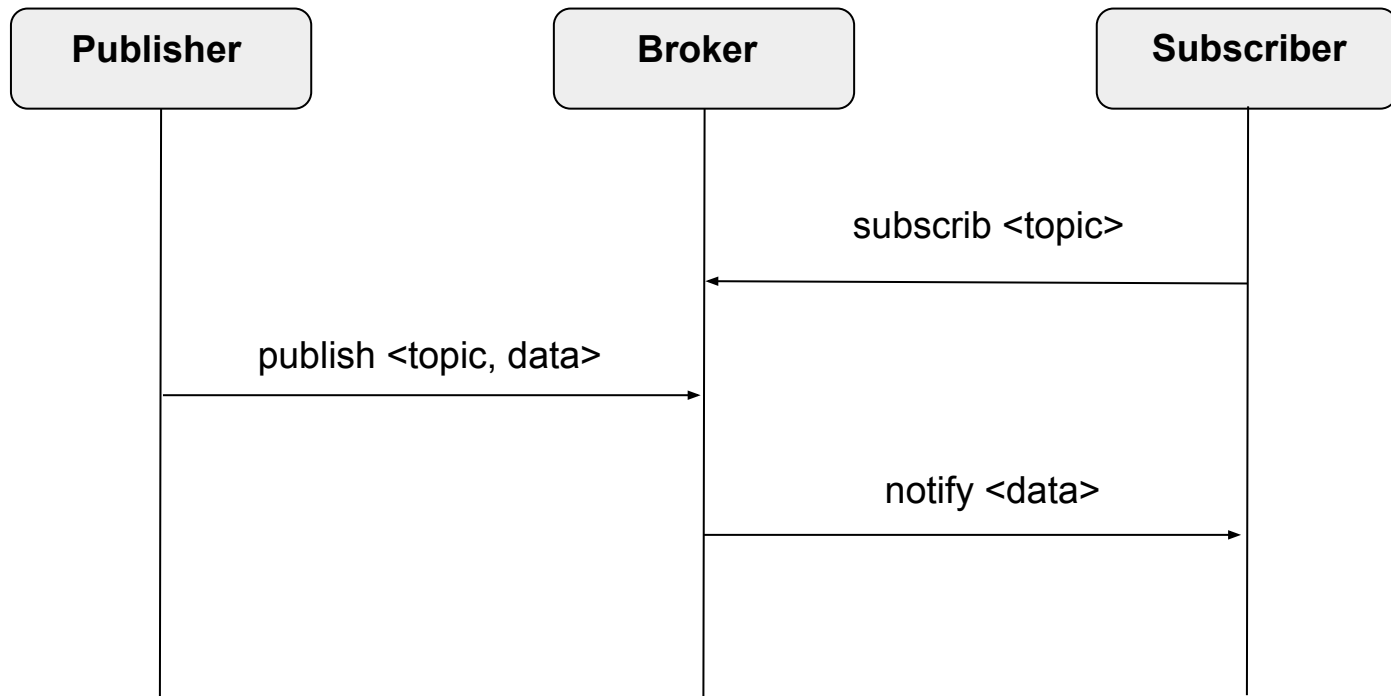 Publisher
Broker
Subscriber
subscrib <topic>
publish <topic, data>
notify <data>